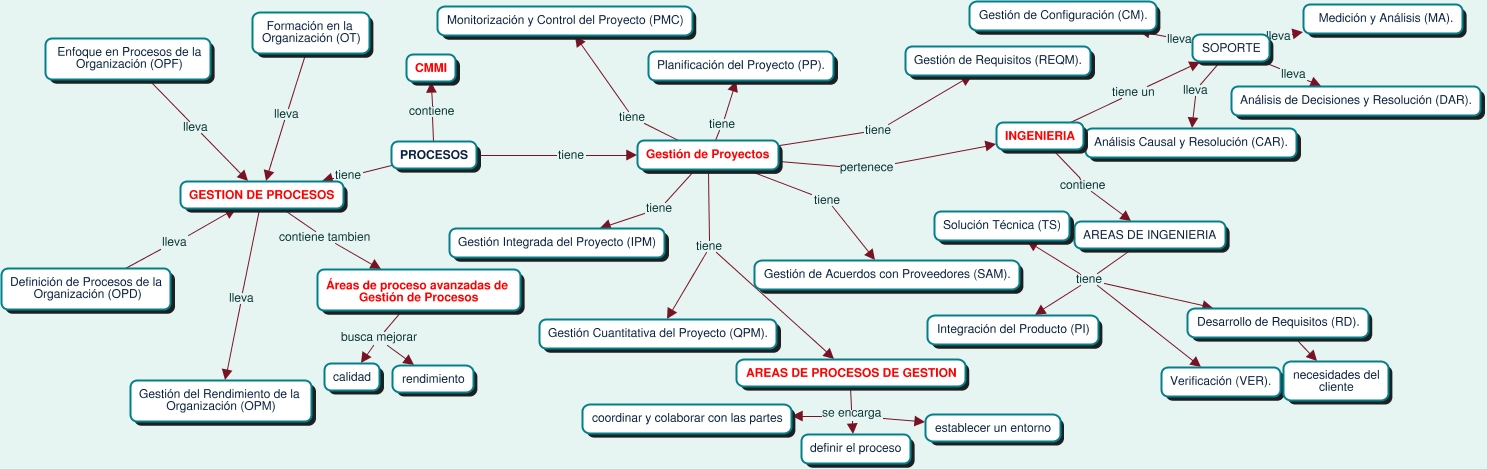 Monitorización y Control del Proyecto (PMC)
Gestión de Configuración (CM).
Medición y Análisis (MA).
Formación en la
Organización (OT)
lleva
lleva
SOPORTE
Enfoque en Procesos de la
Organización (OPF)
CMMI
Planificación del Proyecto (PP).
Gestión de Requisitos (REQM).
lleva
tiene un
lleva
Análisis de Decisiones y Resolución (DAR).
contiene
lleva
lleva
tiene
tiene
tiene
INGENIERIA
Análisis Causal y Resolución (CAR).
PROCESOS
tiene
Gestión de Proyectos
pertenece
tiene
contiene
GESTION DE PROCESOS
tiene
tiene
lleva
contiene tambien
Gestión Integrada del Proyecto (IPM)
tiene
Solución Técnica (TS)
AREAS DE INGENIERIA
Definición de Procesos de la
Organización (OPD)
Áreas de proceso avanzadas de
Gestión de Procesos
Gestión de Acuerdos con Proveedores (SAM).
tiene
lleva
busca mejorar
Gestión Cuantitativa del Proyecto (QPM).
Integración del Producto (PI)
Desarrollo de Requisitos (RD).
calidad
rendimiento
AREAS DE PROCESOS DE GESTION
Verificación (VER).
necesidades del
cliente
Gestión del Rendimiento de la
Organización (OPM)
coordinar y colaborar con las partes
se encarga
establecer un entorno
definir el proceso